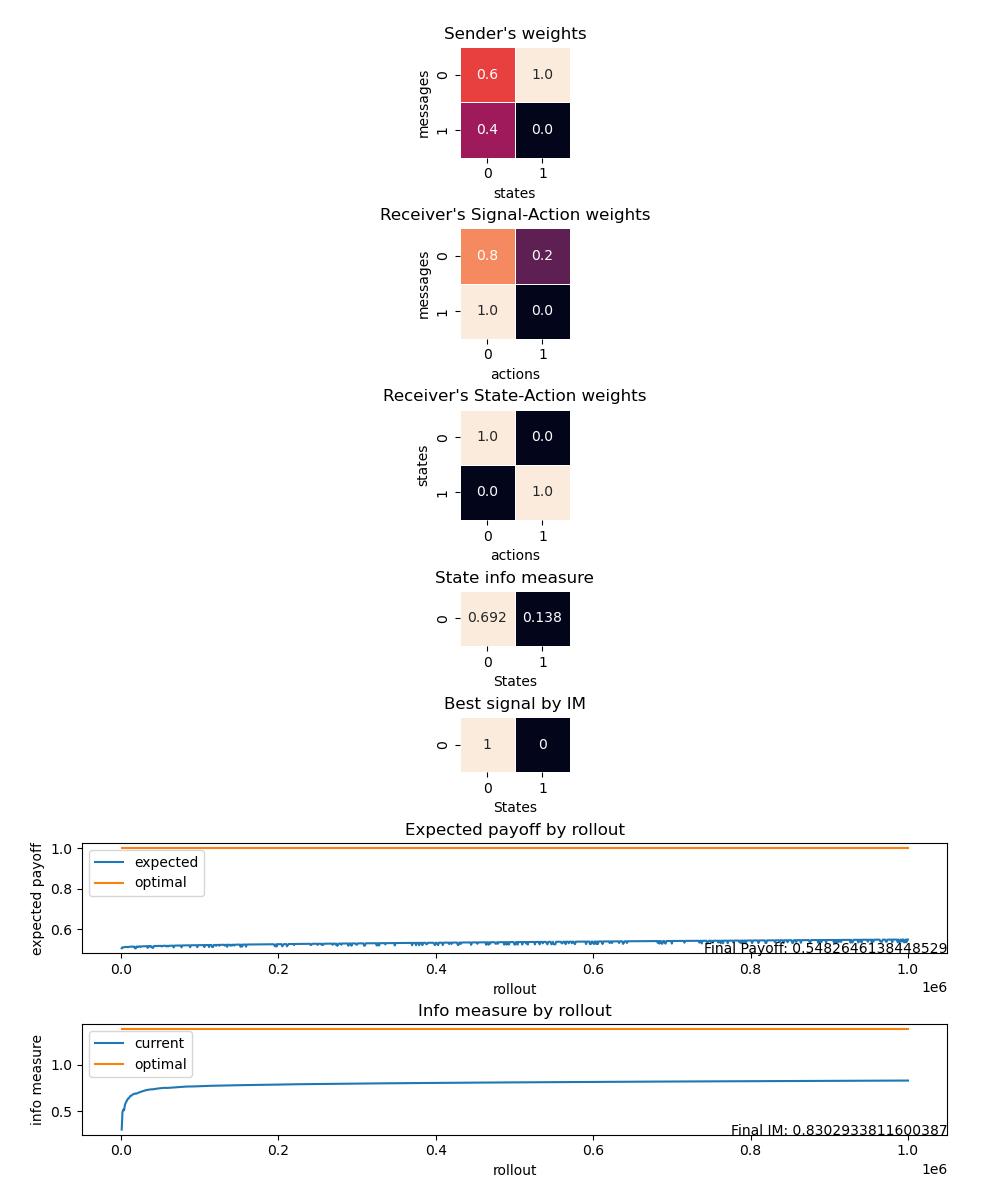 Sender's weights
messages
0
0.6 1.0
1
0.4 0.0
0 1
states
Receiver's Signal-Action weights
messages
0
0.8 0.2
1
1.0 0.0
0 1
actions
Receiver's State-Action weights
states
0
1.0 0.0
1
0.0 1.0
0 1
actions
State info measure
0
0.692 0.138
0 1
States
Best signal by IM
0
1 0
0 1
States
Expected payoff by rollout
expected payoff
1.0
0.8
0.6
expected
optimal
Final Payoff: 0.5482646138448529
0.0 0.2 0.4 0.6 0.8 1.0
1e6
rollout
Info measure by rollout
info measure
1.0
0.5
current
optimal
Final IM: 0.8302933811600387
0.0 0.2 0.4 0.6 0.8 1.0
1e6
rollout